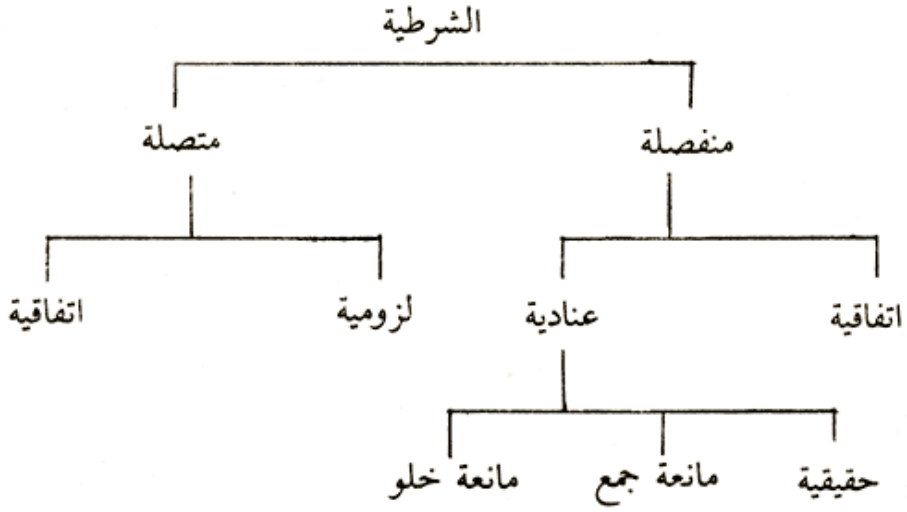 الشرطية
منفصلة متصلة
اتفاقية عنادية لزومية اتفاقية
حقيقية مانعة جمع مانعة خلو